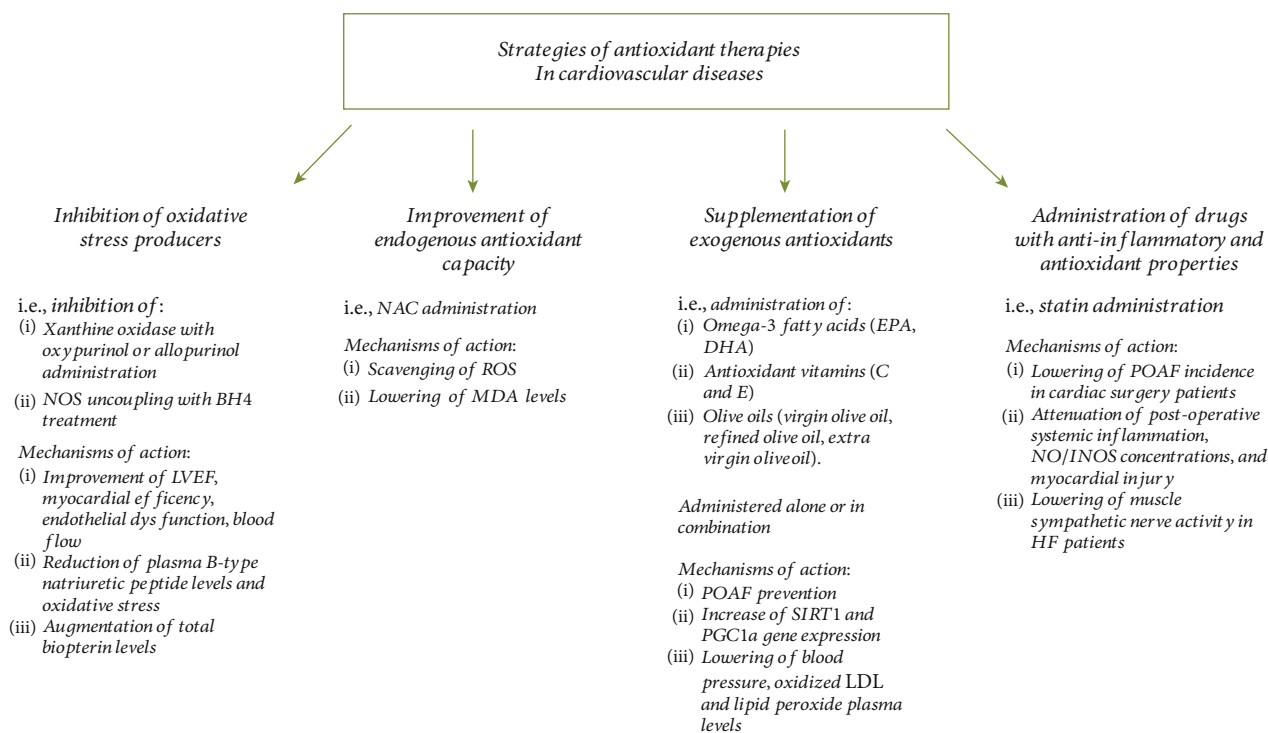 Strategies of antioxidant therapies
In cardiovascular diseases
Inhibition of oxidative
stress producers
i.e., inhibition of:
(i) Xanthine oxidase with
oxypurinol or allopurinol
administration
(ii) NOS uncoupling with BH4
treatment
Mechanisms of action:
(i) Improvement of LVEF,
myocardial efficency,
endothelial dysfunction, blood
flow
(ii) Reduction of plasma B-type
natriuretic peptide levels and
oxidative stress
(iii) Augmentation of total
biopterin levels
Improvement of
endogenous antioxidant
capacity
i.e., NAC administration
Mechanisms of action:
(i) Scavenging of ROS
(ii) Lowering of MDA levels
Supplementation of
exogenous antioxidants
i.e., administration of:
(i) Omega-3 fatty acids (EPA,
DHA)
(ii) Antioxidant vitamins (C
and E)
(iii) Olive oils (virgin olive oil,
refined olive oil, extra
virgin olive oil).
Administered alone or in
combination
Mechanisms of action:
(i) POAF prevention
(ii) Increase of SIRT1 and
PGC1a gene expression
(iii) Lowering of blood
pressure, oxidized LDL
and lipid peroxide plasma
levels
Administration of drugs
with anti-inflammatory and
antioxidant properties
i.e., statin administration
Mechanisms of action:
(i) Lowering of POAF incidence
in cardiac surgery patients
(ii) Attenuation of post-operative
systemic inflammation,
NO/INOS concentrations, and
myocardial injury
(iii) Lowering of muscle
sympathetic nerve activity in
HF patients